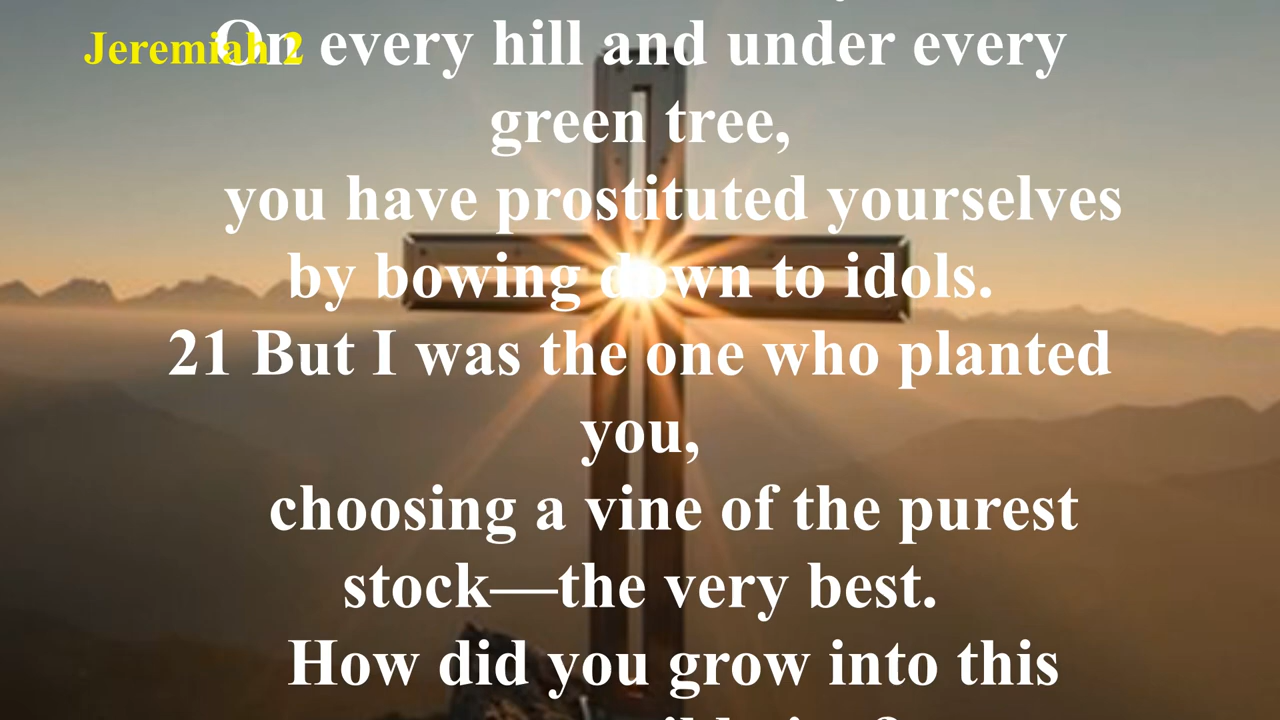 Jeremiah 2
On every hill and under every
green tree,
you have prostituted yourselves
by bowing down to idols.
21 But I was the one who planted
you,
choosing a vine of the purest
stock—the very best.
How did you grow into this